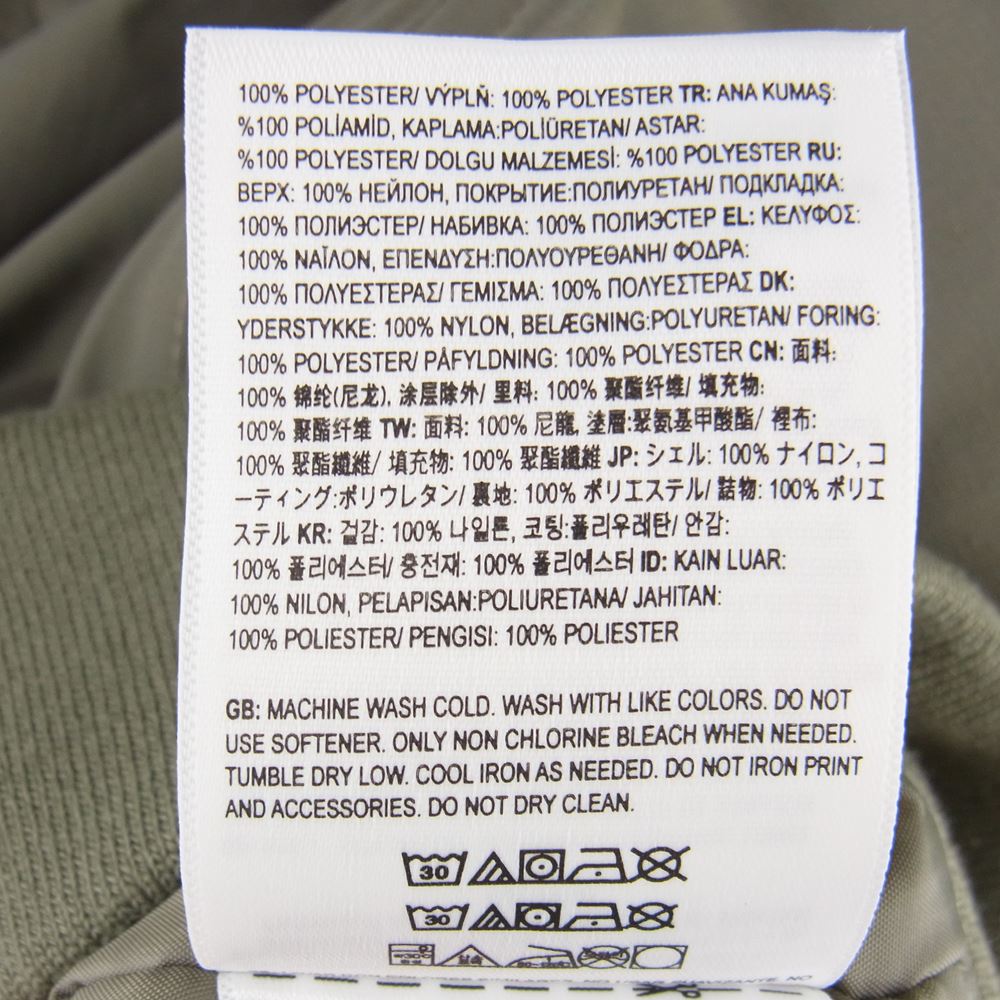 100% POLYESTER/ VÝPLŇ: 100% POLYESTER TR: ANA KUMAŞ:
%100 POLİAMİD, KAPLAMA:POLİÜRETAN/ ASTAR:
%100 POLYESTER/ DOLGU MALZEMESİ: %100 POLYESTER RU:
ВЕРХ: 100% НЕЙЛОН, ПОКРЫТИЕ:ПОЛИУРЕТАН/ ПОДКЛАДКА:
100% ПОЛИЭСТЕР/ НАБИВКА: 100% ПОЛИЭСТЕР EL: ΚΕΛΥΦΟΣ:
100% ΝΑΪΛΟΝ, ΕΠΕΝΔΥΣΗ:ΠΟΛΥΟΥΡΕΘΑΝΗ/ ΦΟΔΡΑ:
100% ΠΟΛΥΕΣΤΕΡΑΣ/ ΓΕΜΙΣΜΑ: 100% ΠΟΛΥΕΣΤΕΡΑΣ DK:
YDERSTYKKE: 100% NYLON, BELÆGNING:POLYURETAN/ FORING:
100% POLYESTER/ PÅFYLDNING: 100% POLYESTER CN: 面料:
100% 锦纶(尼龙), 涂层除外/ 里料: 100% 聚酯纤维/ 填充物:
100% 聚酯纤维 TW: 面料: 100% 尼龍, 塗層:聚氨基甲酸酯/ 裡布:
100% 聚酯纖維/ 填充物: 100% 聚酯纖維 JP: シェル: 100% ナイロン, コ
ーティング:ポリウレタン/ 裏地: 100% ポリエステル/ 詰物: 100% ポリエ
ステル KR: 겉감: 100% 나일론, 코팅:폴리우레탄/ 안감:
100% 폴리에스터/ 충전재: 100% 폴리에스터 ID: KAIN LUAR:
100% NILON, PELAPISAN:POLIURETANA/ JAHITAN:
100% POLIESTER/ PENGISI: 100% POLIESTER
GB: MACHINE WASH COLD. WASH WITH LIKE COLORS. DO NOT
USE SOFTENER. ONLY NON CHLORINE BLEACH WHEN NEEDED.
TUMBLE DRY LOW. COOL IRON AS NEEDED. DO NOT IRON PRINT
AND ACCESSORIES. DO NOT DRY CLEAN.
30
30